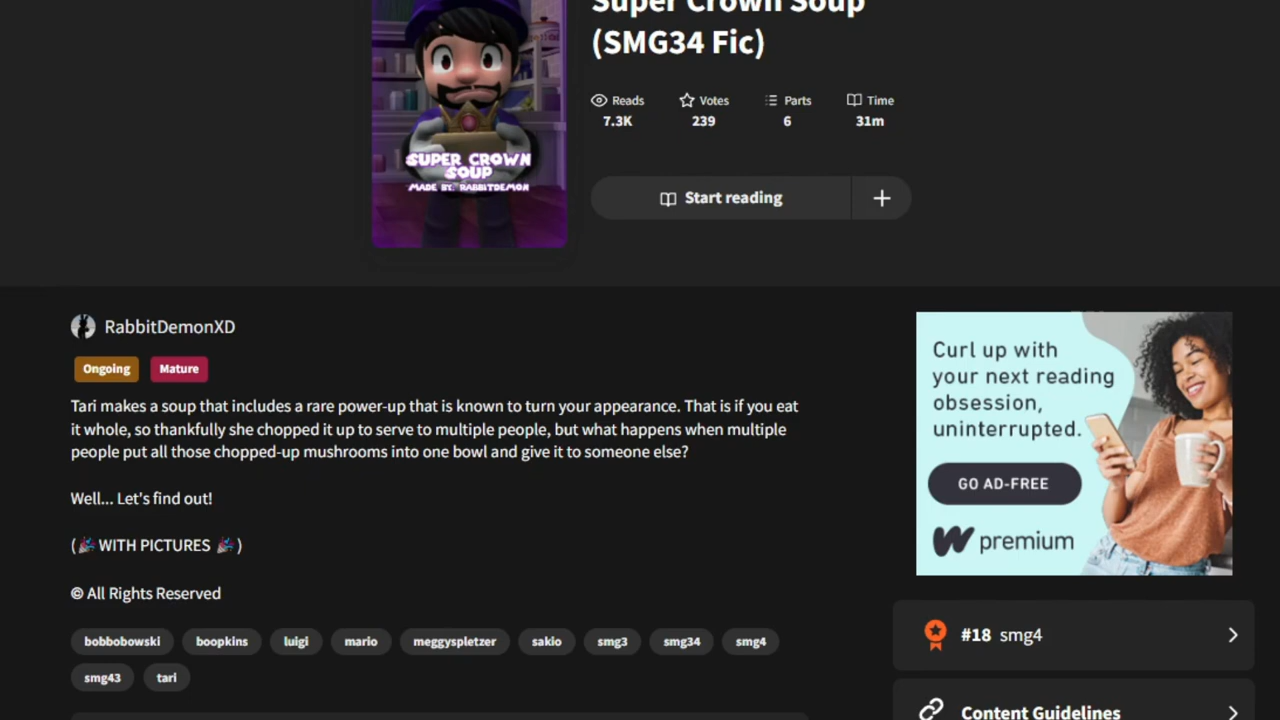 Super Crown Soup
(SMG34 Fic)
Reads Votes Parts Time
7.3K 239 6 31m
Start reading
SUPER CROWN
SOUP
MADE BY. RABBITDEMON
RabbitDemonXD
Ongoing Mature
Tari makes a soup that includes a rare power-up that is known to turn your appearance. That is if you eat
it whole, so thankfully she chopped it up to serve to multiple people, but what happens when multiple
people put all those chopped-up mushrooms into one bowl and give it to someone else?
Well... Let's find out!
(🎉 WITH PICTURES 🎉)
© All Rights Reserved
bobbobowski boopkins luigi mario meggyspletzer sakio smg3 smg34 smg4
smg43 tari
Curl up with
your next reading
obsession,
uninterrupted.
GO AD-FREE
W premium
#18 smg4
Content Guidelines